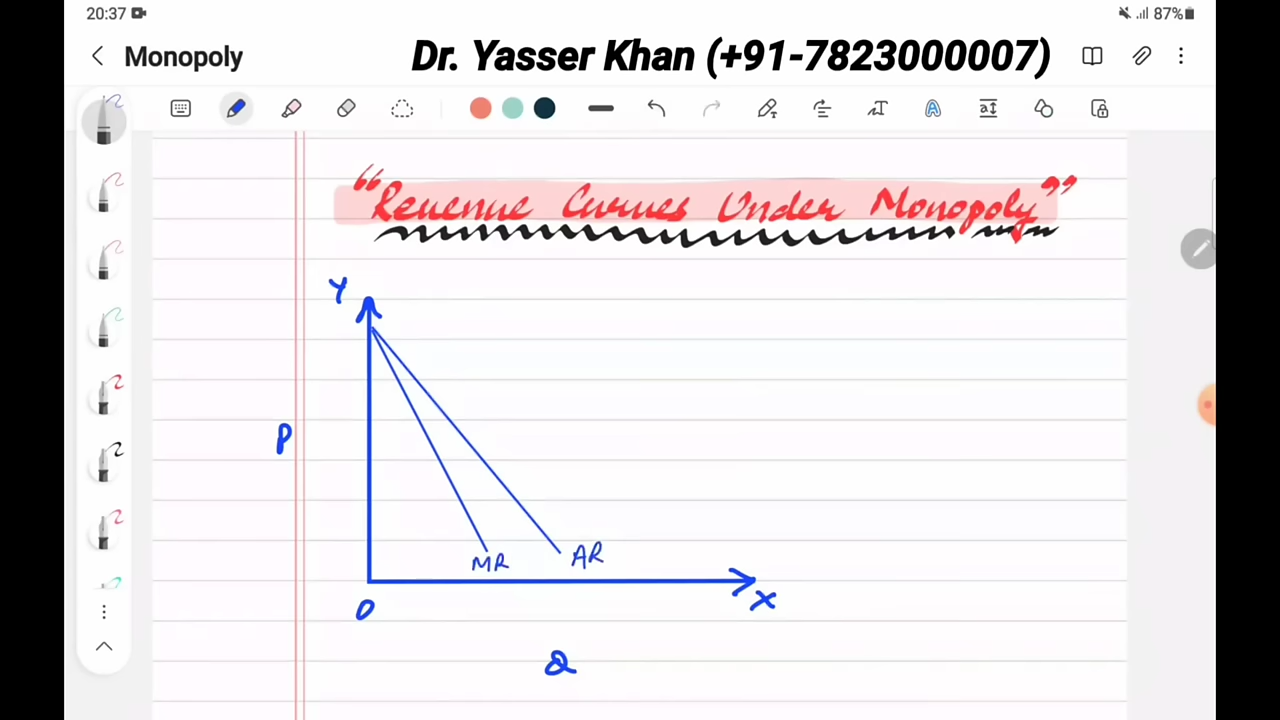 20:37
87%
Monopoly
Dr. Yasser Khan (+91-7823000007)
"Revenue Curves Under Monopoly"
Y
P
MR
AR
O
X
Q